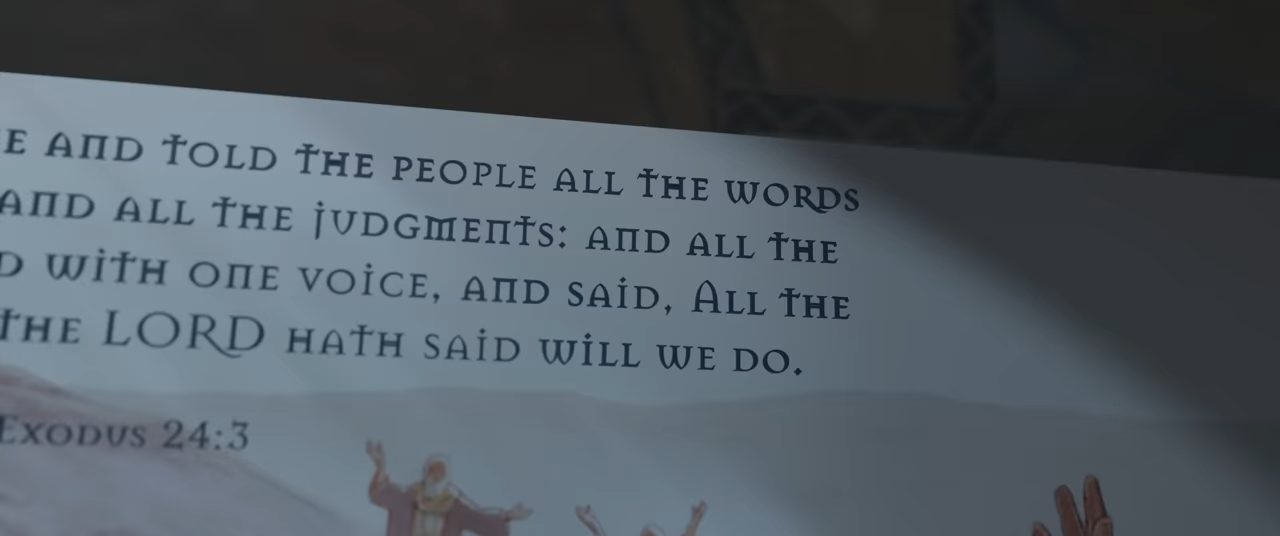 E AND TOLD THE PEOPLE ALL THE WORDS
AND ALL THE JUDGMENTS: AND ALL THE
D WITH ONE VOICE, AND SAID, ALL THE
THE LORD HATH SAID WILL WE DO.
EXODUS 24:3